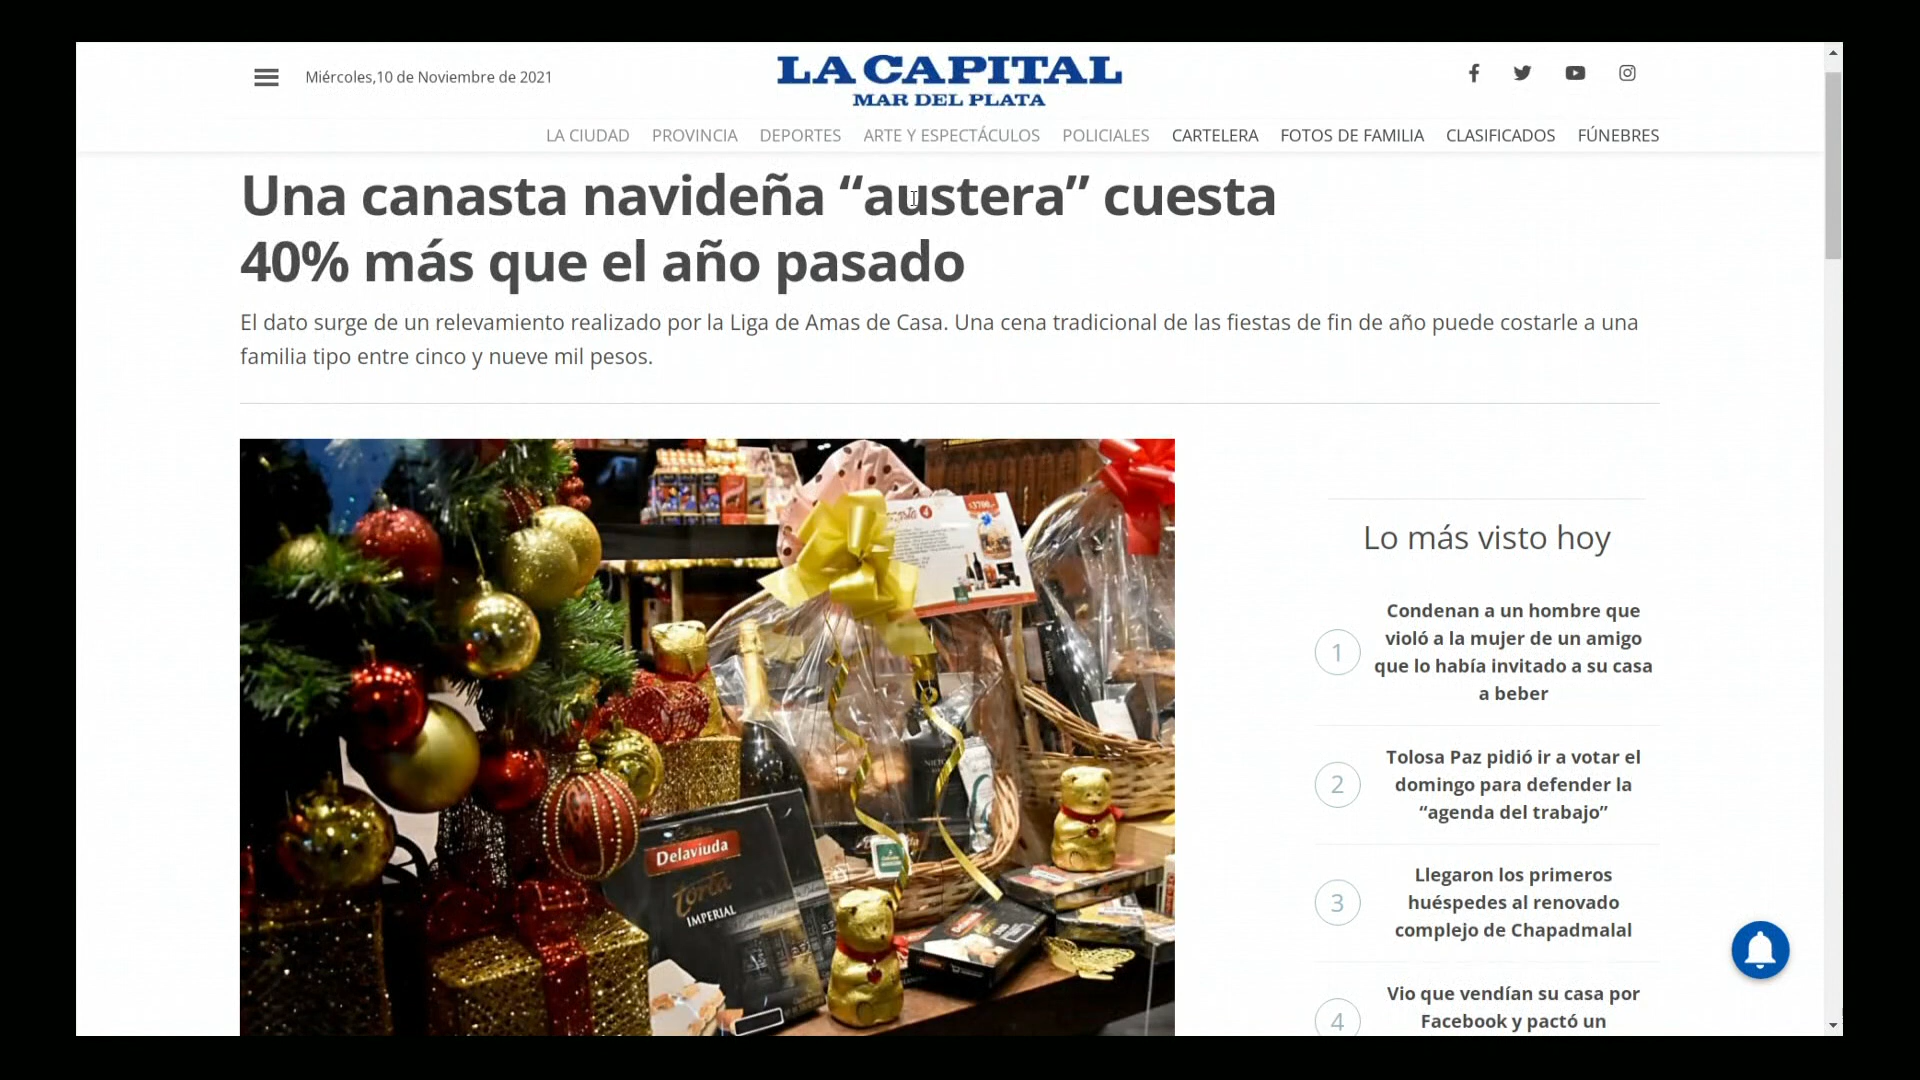 Miércoles,10 de Noviembre de 2021
LA CAPITAL
MAR DEL PLATA
LA CIUDAD PROVINCIA DEPORTES ARTE Y ESPECTÁCULOS POLICIALES CARTELERA FOTOS DE FAMILIA CLASIFICADOS FÚNEBRES
Una canasta navideña “austera” cuesta
40% más que el año pasado
El dato surge de un relevamiento realizado por la Liga de Amas de Casa. Una cena tradicional de las fiestas de fin de año puede costarle a una
familia tipo entre cinco y nueve mil pesos.
Delaviuda
torta
IMPERIAL
Lo más visto hoy
1
Condenan a un hombre que
violó a la mujer de un amigo
que lo había invitado a su casa
a beber
2
Tolosa Paz pidió ir a votar el
domingo para defender la
“agenda del trabajo”
3
Llegaron los primeros
huéspedes al renovado
complejo de Chapadmalal
4
Vio que vendían su casa por
Facebook y pactó un